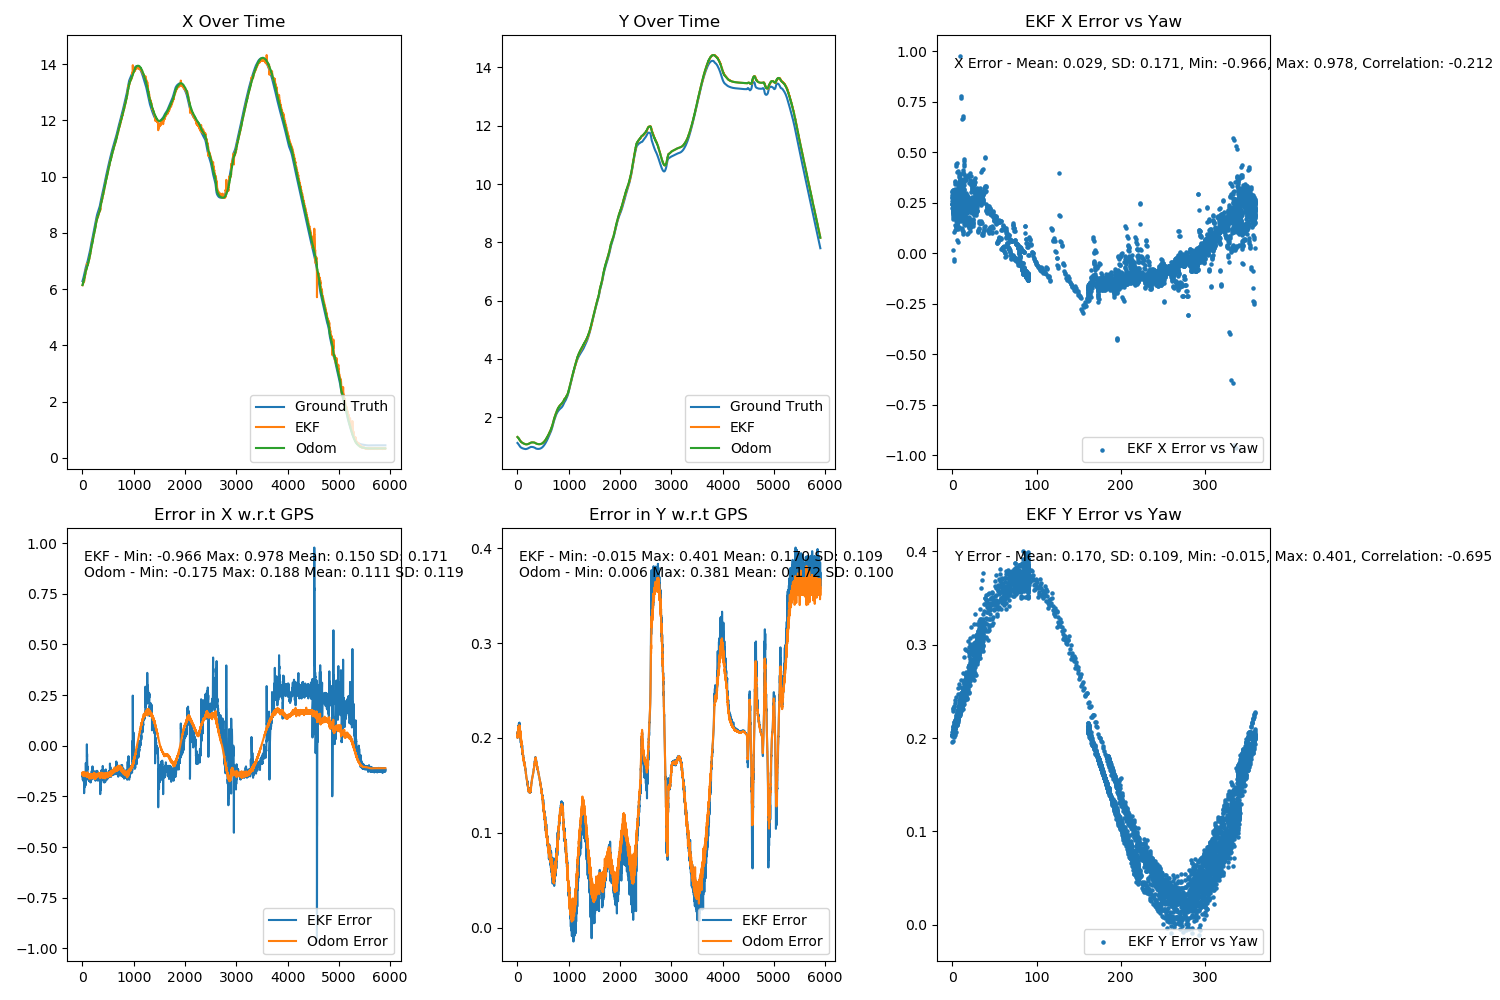 X Over Time
14
12
10
8
6
4
2
0
0 1000 2000 3000 4000 5000 6000
Ground Truth
EKF
Odom
Y Over Time
14
12
10
8
6
4
2
0 1000 2000 3000 4000 5000 6000
Ground Truth
EKF
Odom
EKF X Error vs Yaw
X Error - Mean: 0.029, SD: 0.171, Min: -0.966, Max: 0.978, Correlation: -0.212
1.00
0.75
0.50
0.25
0.00
−0.25
−0.50
−0.75
−1.00
0 100 200 300
EKF X Error vs Yaw
Error in X w.r.t GPS
EKF - Min: -0.966 Max: 0.978 Mean: 0.150 SD: 0.171
Odom - Min: -0.175 Max: 0.188 Mean: 0.111 SD: 0.119
1.00
0.75
0.50
0.25
0.00
−0.25
−0.50
−0.75
−1.00
0 1000 2000 3000 4000 5000 6000
EKF Error
Odom Error
Error in Y w.r.t GPS
EKF - Min: -0.015 Max: 0.401 Mean: 0.170 SD: 0.109
Odom - Min: 0.006 Max: 0.381 Mean: 0.172 SD: 0.100
0.4
0.3
0.2
0.1
0.0
0 1000 2000 3000 4000 5000 6000
EKF Error
Odom Error
EKF Y Error vs Yaw
Y Error - Mean: 0.170, SD: 0.109, Min: -0.015, Max: 0.401, Correlation: -0.695
0.4
0.3
0.2
0.1
0.0
0 100 200 300
EKF Y Error vs Yaw